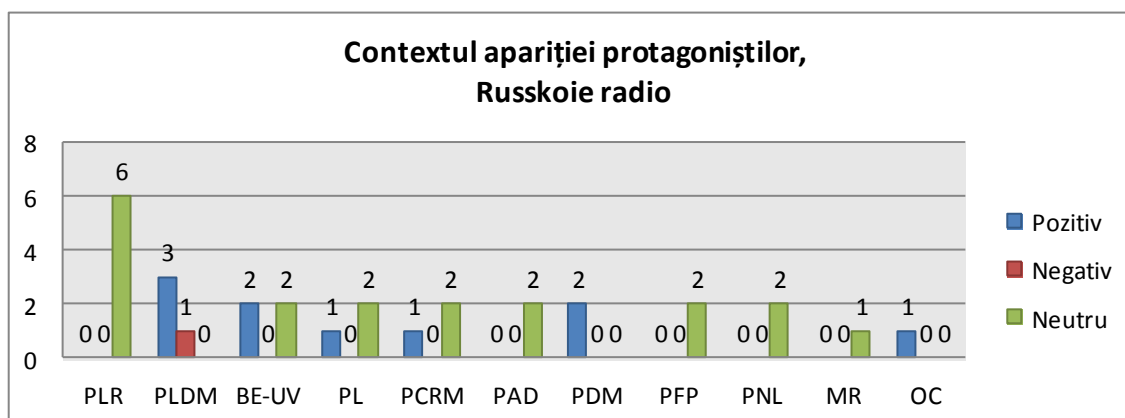 Contextul apariției protagoniștilor,
Russkoie radio
8
6
4
2
0
0 0 6
3 1 0
2 0 2
1 0 2
1 0 2
0 0 2
2 0 0
0 0 2
0 0 2
0 0 1
1 0 0
PLR PLDM BE-UV PL PCRM PAD PDM PFP PNL MR OC
Pozitiv
Negativ
Neutru